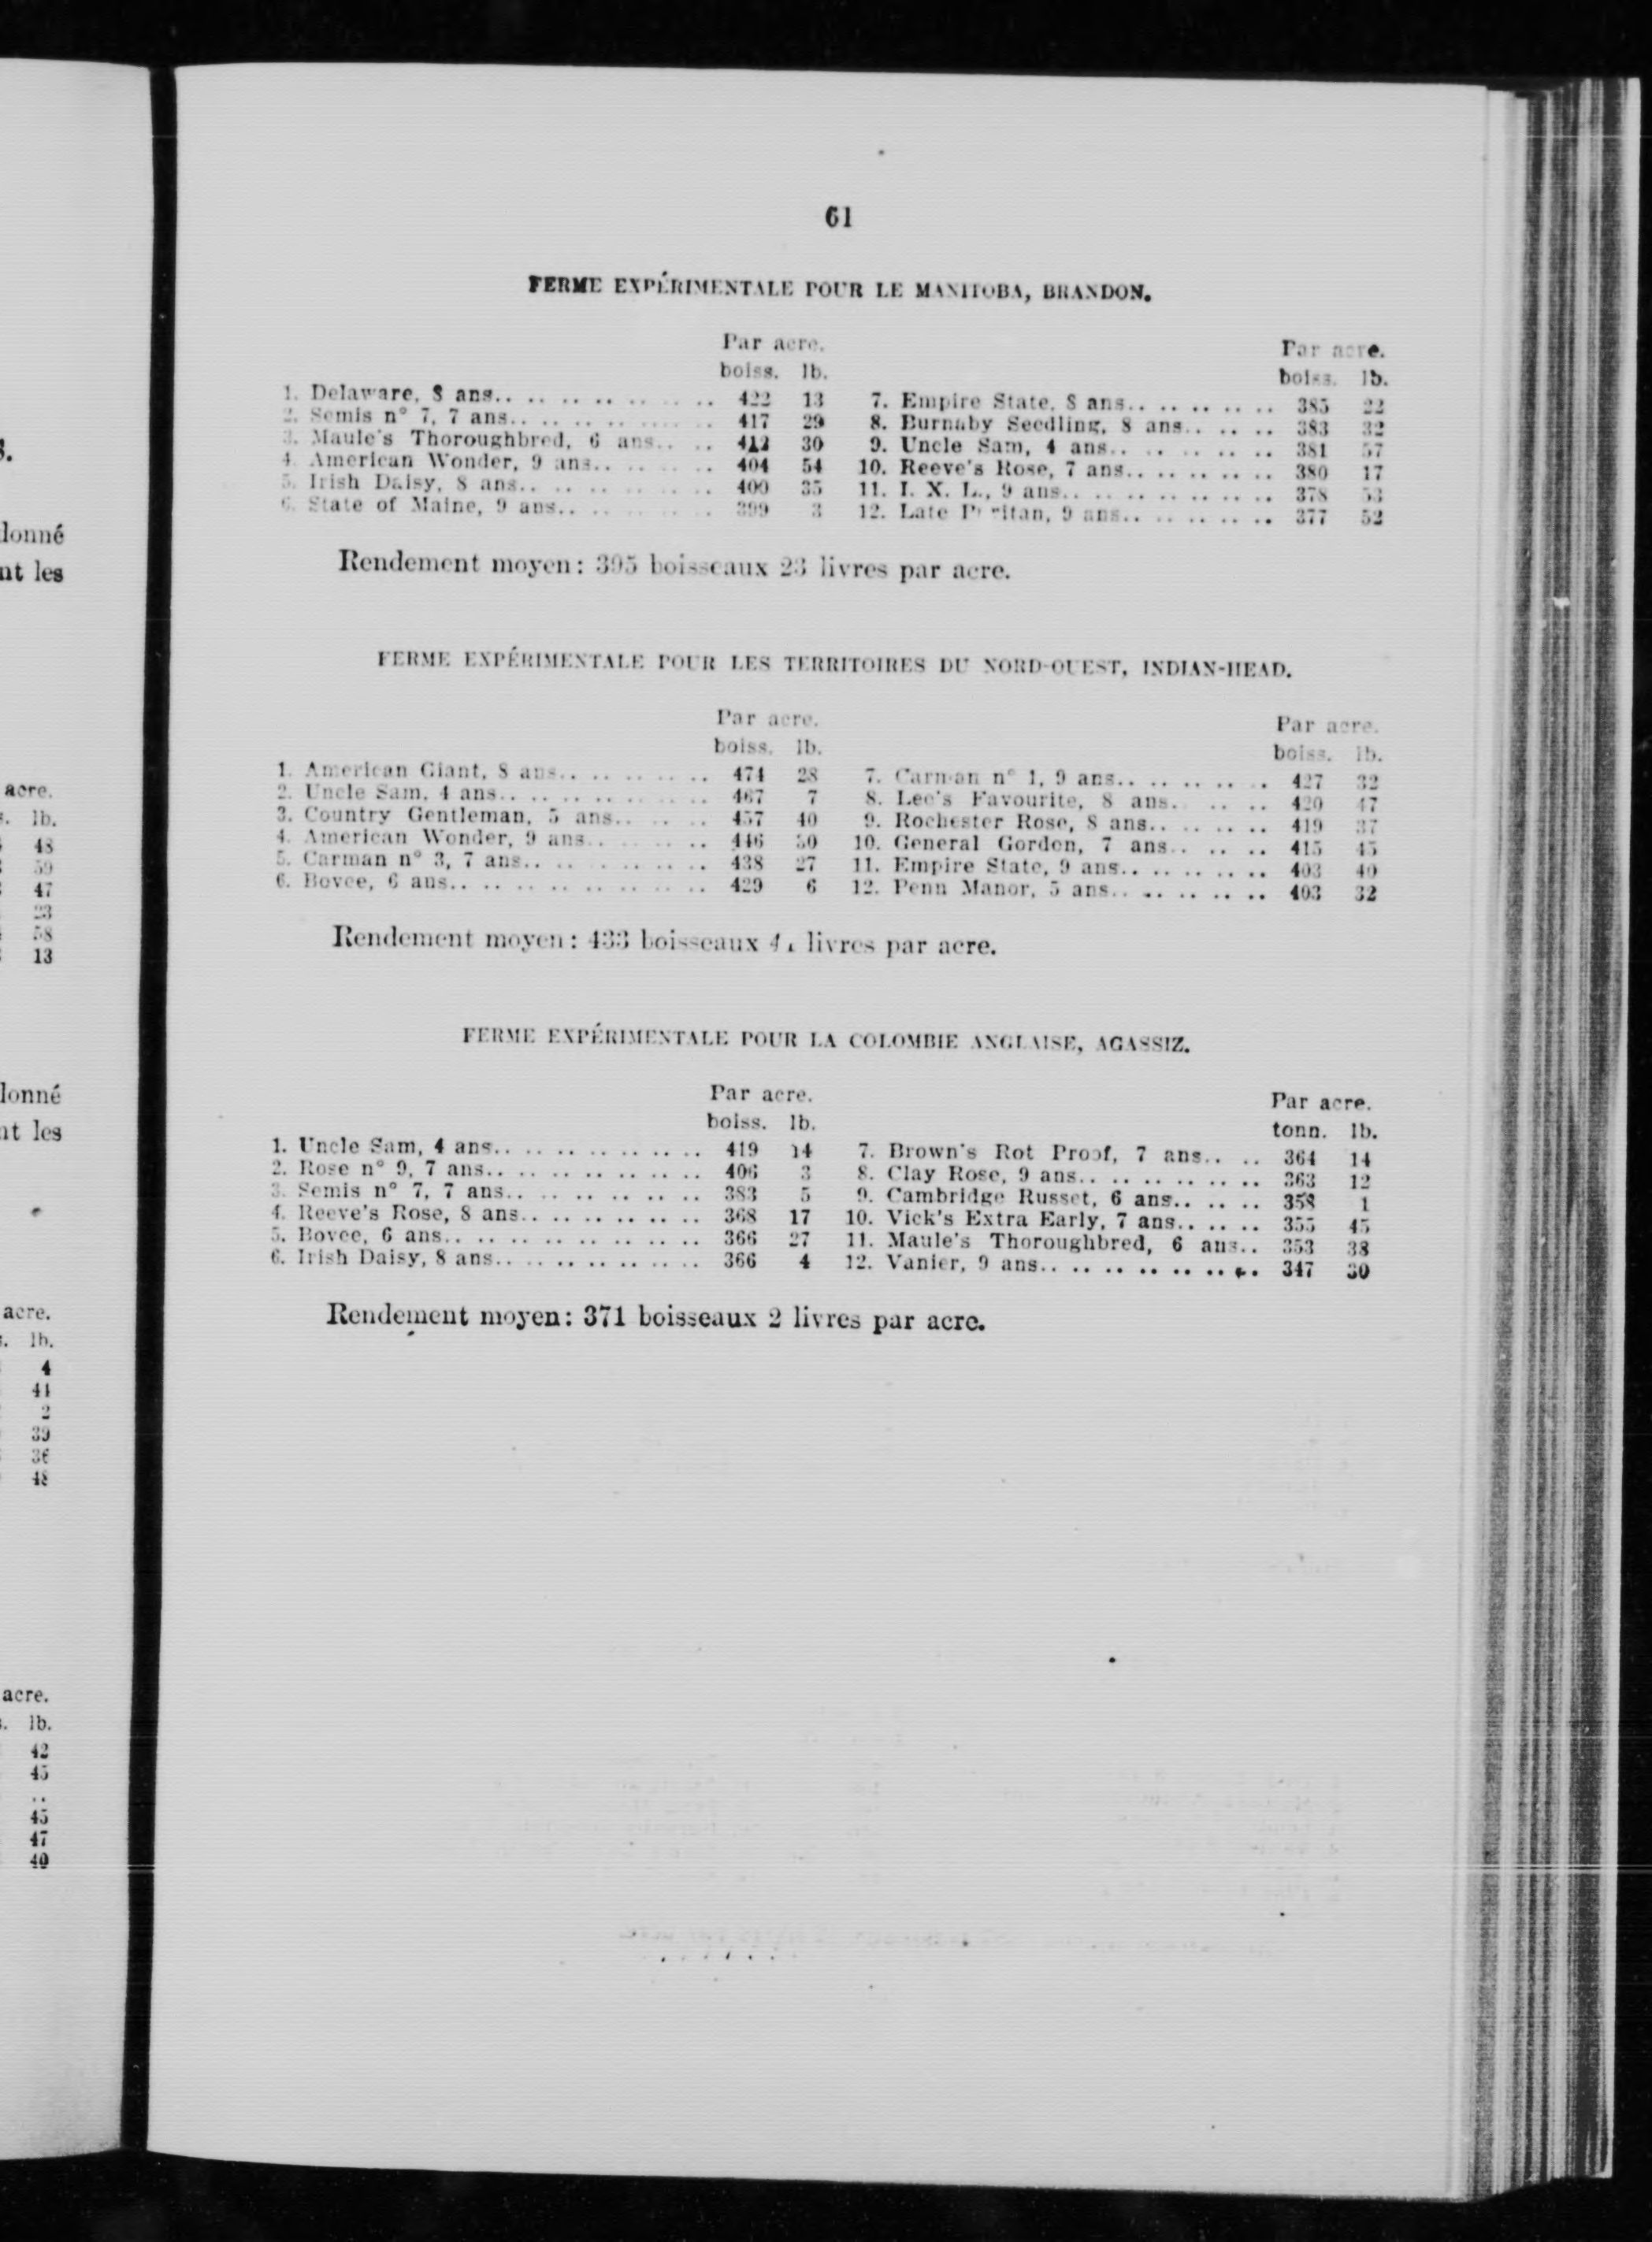 61
FERME EXPÉRIMENTALE POUR LE MANITOBA, BRANDON.
Par acre.
boiss. lb.
1. Delaware, 8 ans.. .. .. .. .. .. .. .. 422 13
2. Semis n° 7, 7 ans.. .. .. .. .. .. .. .. 417 29
3. Maule's Thoroughbred, 6 ans.. .. .. 412 30
4. American Wonder, 9 ans.. .. .. .. .. 404 54
5. Irish Daisy, 8 ans.. .. .. .. .. .. .. .. 400 35
6. State of Maine, 9 ans.. .. .. .. .. .. 399 3
Par acre.
boiss. lb.
7. Empire State, 8 ans.. .. .. .. .. .. 385 22
8. Burnaby Seedling, 8 ans.. .. .. .. 383 32
9. Uncle Sam, 4 ans.. .. .. .. .. .. .. 381 57
10. Reeve's Rose, 7 ans.. .. .. .. .. .. 380 17
11. I. X. L., 9 ans.. .. .. .. .. .. .. .. .. 378 53
12. Late Puritan, 9 ans.. .. .. .. .. .. 377 52
Rendement moyen: 395 boisseaux 23 livres par acre.
FERME EXPÉRIMENTALE POUR LES TERRITOIRES DU NORD-OUEST, INDIAN-HEAD.
Par acre.
boiss. lb.
1. American Giant, 8 ans.. .. .. .. .. .. 474 28
2. Uncle Sam, 4 ans.. .. .. .. .. .. .. .. 467 7
3. Country Gentleman, 5 ans.. .. .. .. 457 40
4. American Wonder, 9 ans.. .. .. .. .. 446 50
5. Carman n° 3, 7 ans.. .. .. .. .. .. .. 438 27
6. Bovee, 6 ans.. .. .. .. .. .. .. .. .. .. 429 6
Par acre.
boiss. lb.
7. Carman n° 1, 9 ans.. .. .. .. .. .. 427 32
8. Lee's Favourite, 8 ans. .. .. .. 420 47
9. Rochester Rose, 8 ans.. .. .. .. .. 419 37
10. General Gordon, 7 ans.. .. .. .. 415 45
11. Empire State, 9 ans.. .. .. .. .. .. 403 40
12. Penn Manor, 5 ans.. .. .. .. .. .. 403 32
Rendement moyen: 433 boisseaux livres par acre.
FERME EXPÉRIMENTALE POUR LA COLOMBIE ANGLAISE, AGASSIZ.
Par acre.
boiss. lb.
1. Uncle Sam, 4 ans.. .. .. .. .. .. .. .. 419 14
2. Rose n° 9, 7 ans.. .. .. .. .. .. .. .. 406 3
3. Semis n° 7, 7 ans.. .. .. .. .. .. .. .. 383 5
4. Reeve's Rose, 8 ans.. .. .. .. .. .. .. 368 17
5. Bovee, 6 ans.. .. .. .. .. .. .. .. .. .. 366 27
6. Irish Daisy, 8 ans.. .. .. .. .. .. .. .. 366 4
Par acre.
tonn. lb.
7. Brown's Rot Proof, 7 ans.. .. 364 14
8. Clay Rose, 9 ans.. .. .. .. .. .. .. 363 12
9. Cambridge Russet, 6 ans.. .. .. .. 358 1
10. Vick's Extra Early, 7 ans.. .. .. .. 355 45
11. Maule's Thoroughbred, 6 ans.. 353 38
12. Vanier, 9 ans.. .. .. .. .. .. .. .. 347 30
Rendement moyen: 371 boisseaux 2 livres par acre.